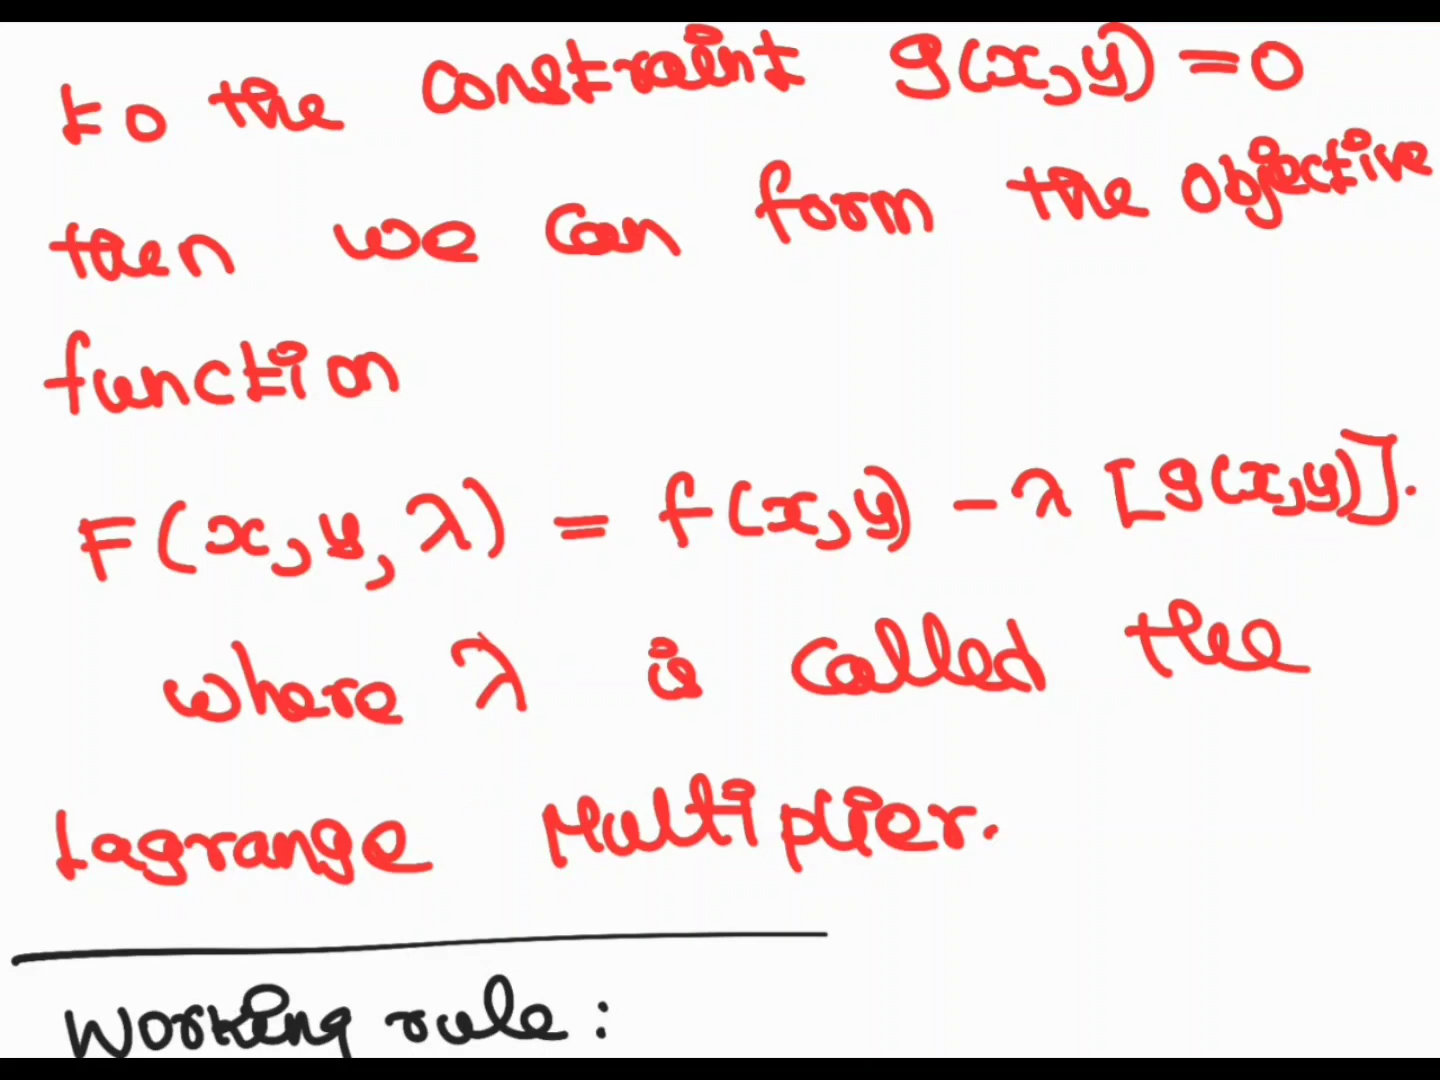 to the constraint g(x,y) = 0
then we can form the objective
function
F(x,y,λ) = f(x,y) - λ [g(x,y)].
where λ is called the
Lagrange Multiplier.
Working rule: